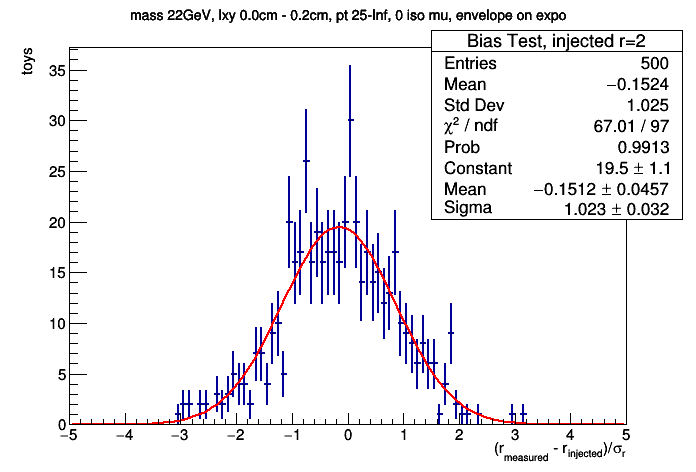 mass 22GeV, lxy 0.0cm - 0.2cm, pt 25-Inf, 0 iso mu, envelope on expo
Bias Test, injected r=2
Entries 500
Mean −0.1524
Std Dev 1.025
χ² / ndf 67.01 / 97
Prob 0.9913
Constant 19.5 ± 1.1
Mean −0.1512 ± 0.0457
Sigma 1.023 ± 0.032
toys
35
30
25
20
15
10
5
0
−5 −4 −3 −2 −1 0 1 2 3 4 5
(r_measured - r_injected)/σ_r